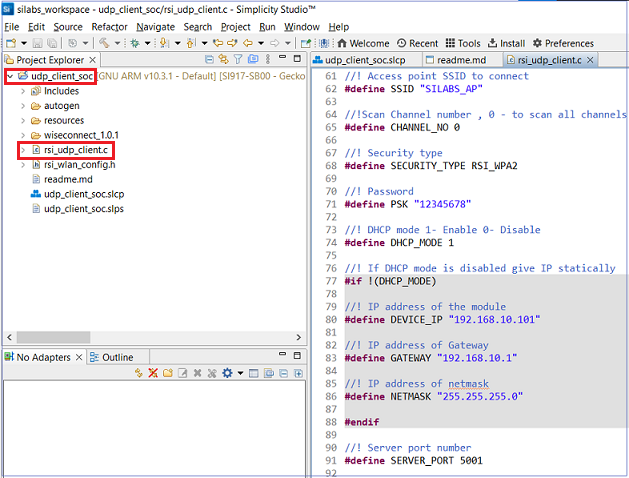 Si silabs_workspace - udp_client_soc/rsi_udp_client.c - Simplicity Studio™
File Edit Source Refactor Navigate Search Project Run Window Help
Welcome Recent Tools Install Preferences
Project Explorer
udp_client_soc [GNU ARM v10.3.1 - Default] [SI917-SB00 - Gecko
Includes
autogen
resources
wiseconnect_1.0.1
rsi_udp_client.c
rsi_wlan_config.h
readme.md
udp_client_soc.slcp
udp_client_soc.slps
No Adapters Outline
udp_client_soc.slcp readme.md rsi_udp_client.c
61 //! Access point SSID to connect
62 #define SSID "SILABS_AP"
63
64 //!Scan Channel number , 0 - to scan all channels
65 #define CHANNEL_NO 0
66
67 //! Security type
68 #define SECURITY_TYPE RSI_WPA2
69
70 //! Password
71 #define PSK "12345678"
72
73 //! DHCP mode 1- Enable 0- Disable
74 #define DHCP_MODE 1
75
76 //! If DHCP mode is disabled give IP statically
77 #if !(DHCP_MODE)
78
79 //! IP address of the module
80 #define DEVICE_IP "192.168.10.101"
81
82 //! IP address of Gateway
83 #define GATEWAY "192.168.10.1"
84
85 //! IP address of netmask
86 #define NETMASK "255.255.255.0"
87
88 #endif
89
90 //! Server port number
91 #define SERVER_PORT 5001
92